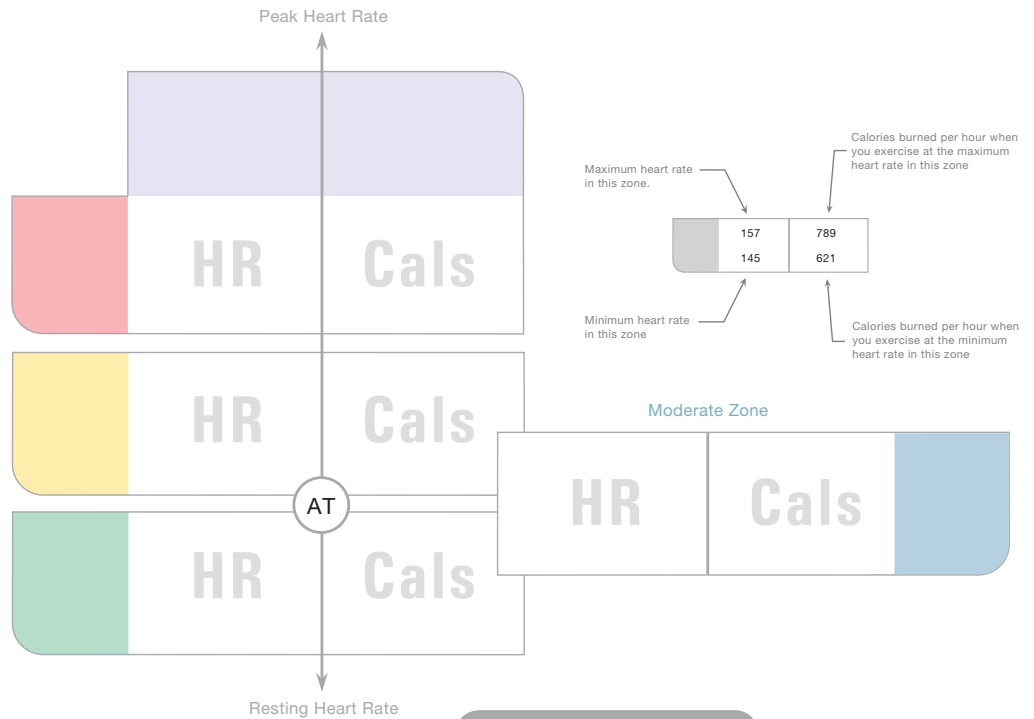 Peak Heart Rate
HR Cals
Maximum heart rate
in this zone.
Calories burned per hour when
you exercise at the maximum
heart rate in this zone
157 789
145 621
Minimum heart rate
in this zone
Calories burned per hour when
you exercise at the minimum
heart rate in this zone
HR Cals
Moderate Zone
HR Cals
AT
HR Cals
Resting Heart Rate